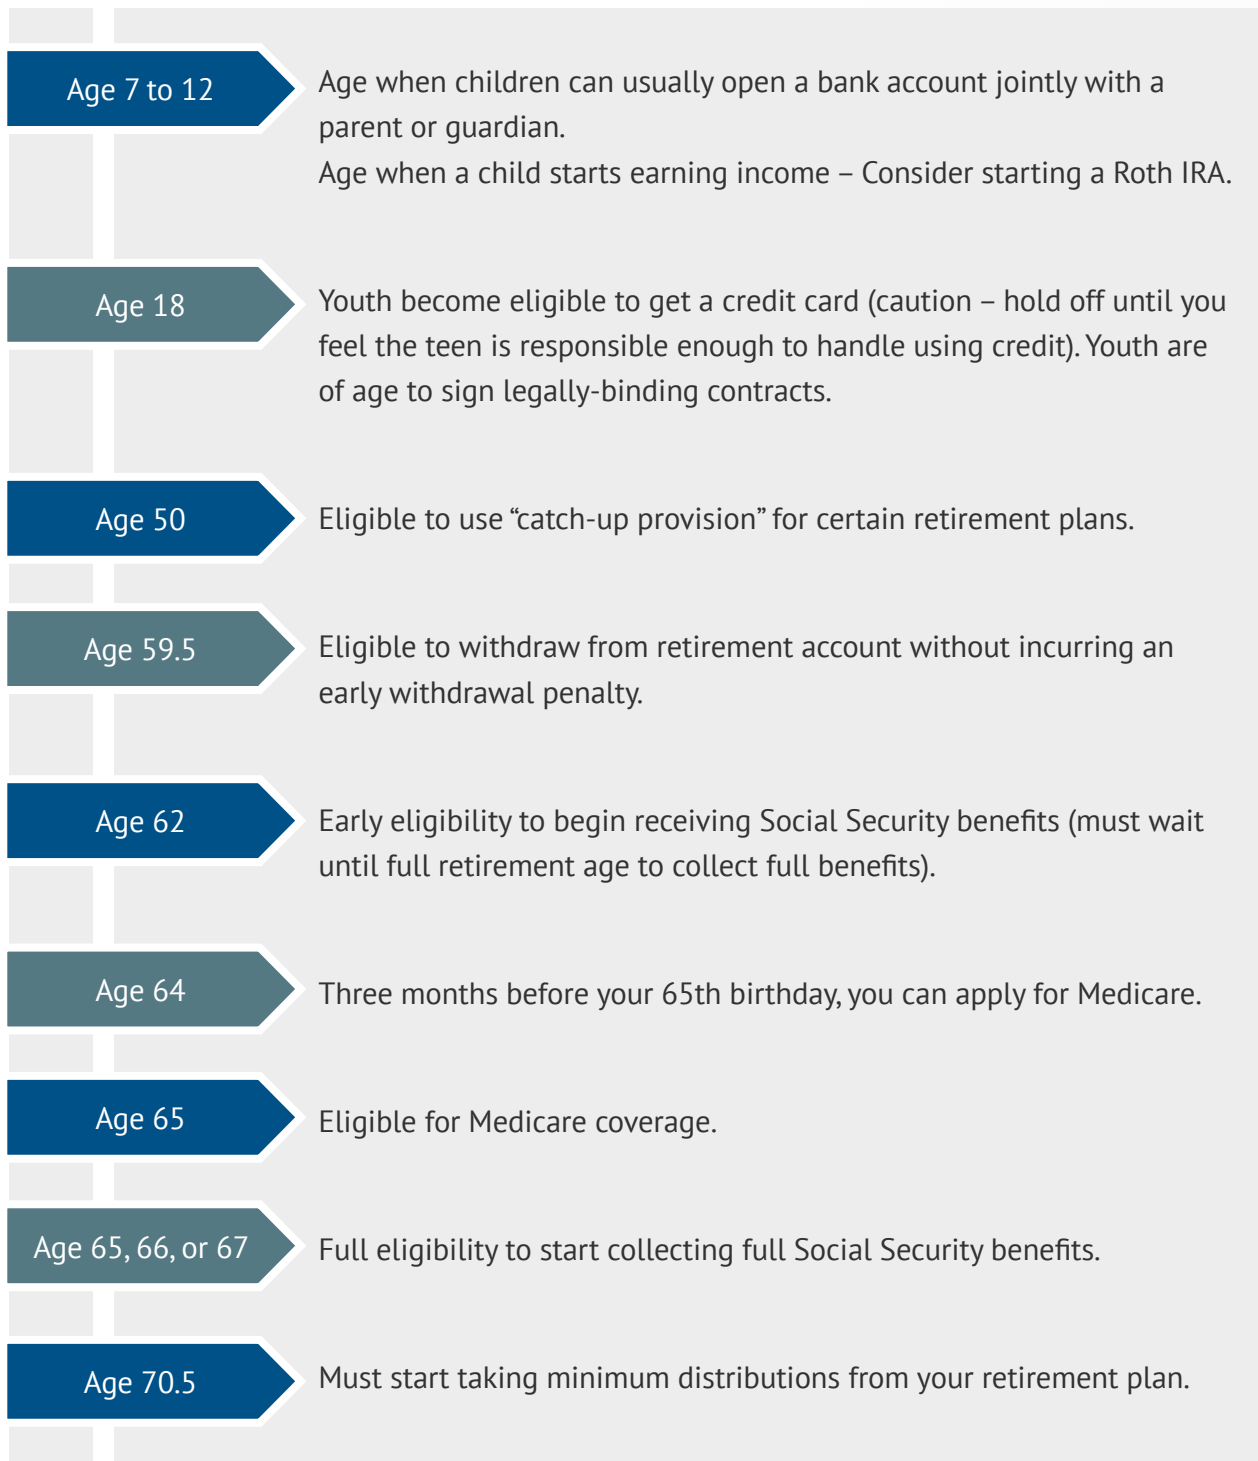 Age 7 to 12
Age when children can usually open a bank account jointly with a
parent or guardian.
Age when a child starts earning income – Consider starting a Roth IRA.
Age 18
Youth become eligible to get a credit card (caution – hold off until you
feel the teen is responsible enough to handle using credit). Youth are
of age to sign legally-binding contracts.
Age 50
Eligible to use “catch-up provision” for certain retirement plans.
Age 59.5
Eligible to withdraw from retirement account without incurring an
early withdrawal penalty.
Age 62
Early eligibility to begin receiving Social Security benefits (must wait
until full retirement age to collect full benefits).
Age 64
Three months before your 65th birthday, you can apply for Medicare.
Age 65
Eligible for Medicare coverage.
Age 65, 66, or 67
Full eligibility to start collecting full Social Security benefits.
Age 70.5
Must start taking minimum distributions from your retirement plan.